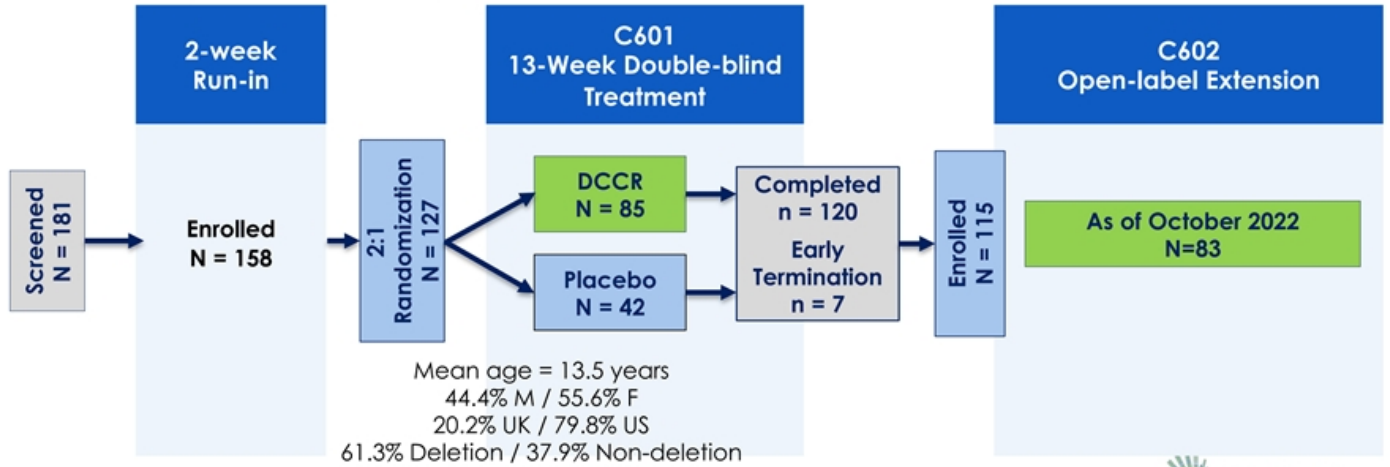 2-week
Run-in
C601
13-Week Double-blind
Treatment
C602
Open-label Extension
Screened
N = 181
Enrolled
N = 158
2:1
Randomization
N = 127
DCCR
N = 85
Placebo
N = 42
Completed
n = 120
Early
Termination
n = 7
Enrolled
N = 115
As of October 2022
N=83
Mean age = 13.5 years
44.4% M / 55.6% F
20.2% UK / 79.8% US
61.3% Deletion / 37.9% Non-deletion